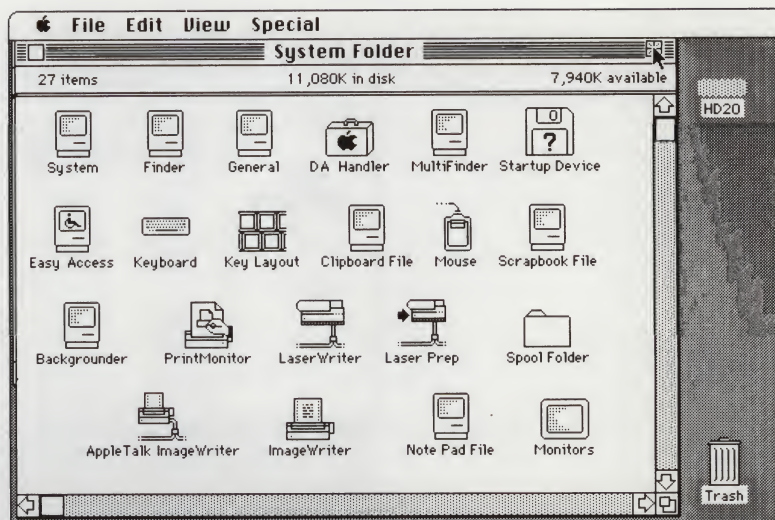 File Edit View Special
System Folder
27 items 11,080K in disk 7,940K available
HD20
System Finder General DA Handler MultiFinder Startup Device
0
?
Easy Access Keyboard Key Layout Clipboard File Mouse Scrapbook File
Backgrounder PrintMonitor LaserWriter Laser Prep Spool Folder
AppleTalk ImageWriter ImageWriter Note Pad File Monitors
Trash